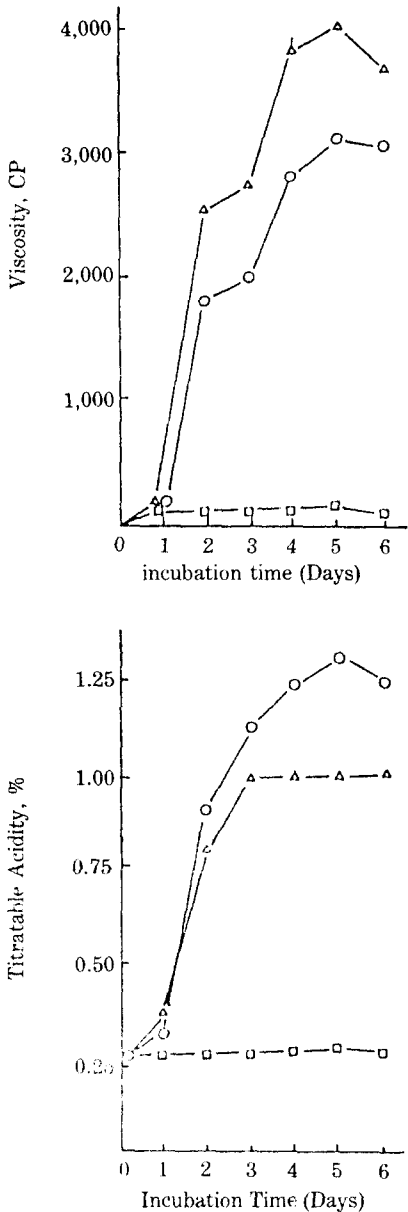 4,000
3,000
2,000
1,000
Viscosity, CP
0 1 2 3 4 5 6
incubation time (Days)
1.25
1.00
0.75
0.50
Titratable Acidity, %
0 1 2 3 4 5 6
Incubation Time (Days)